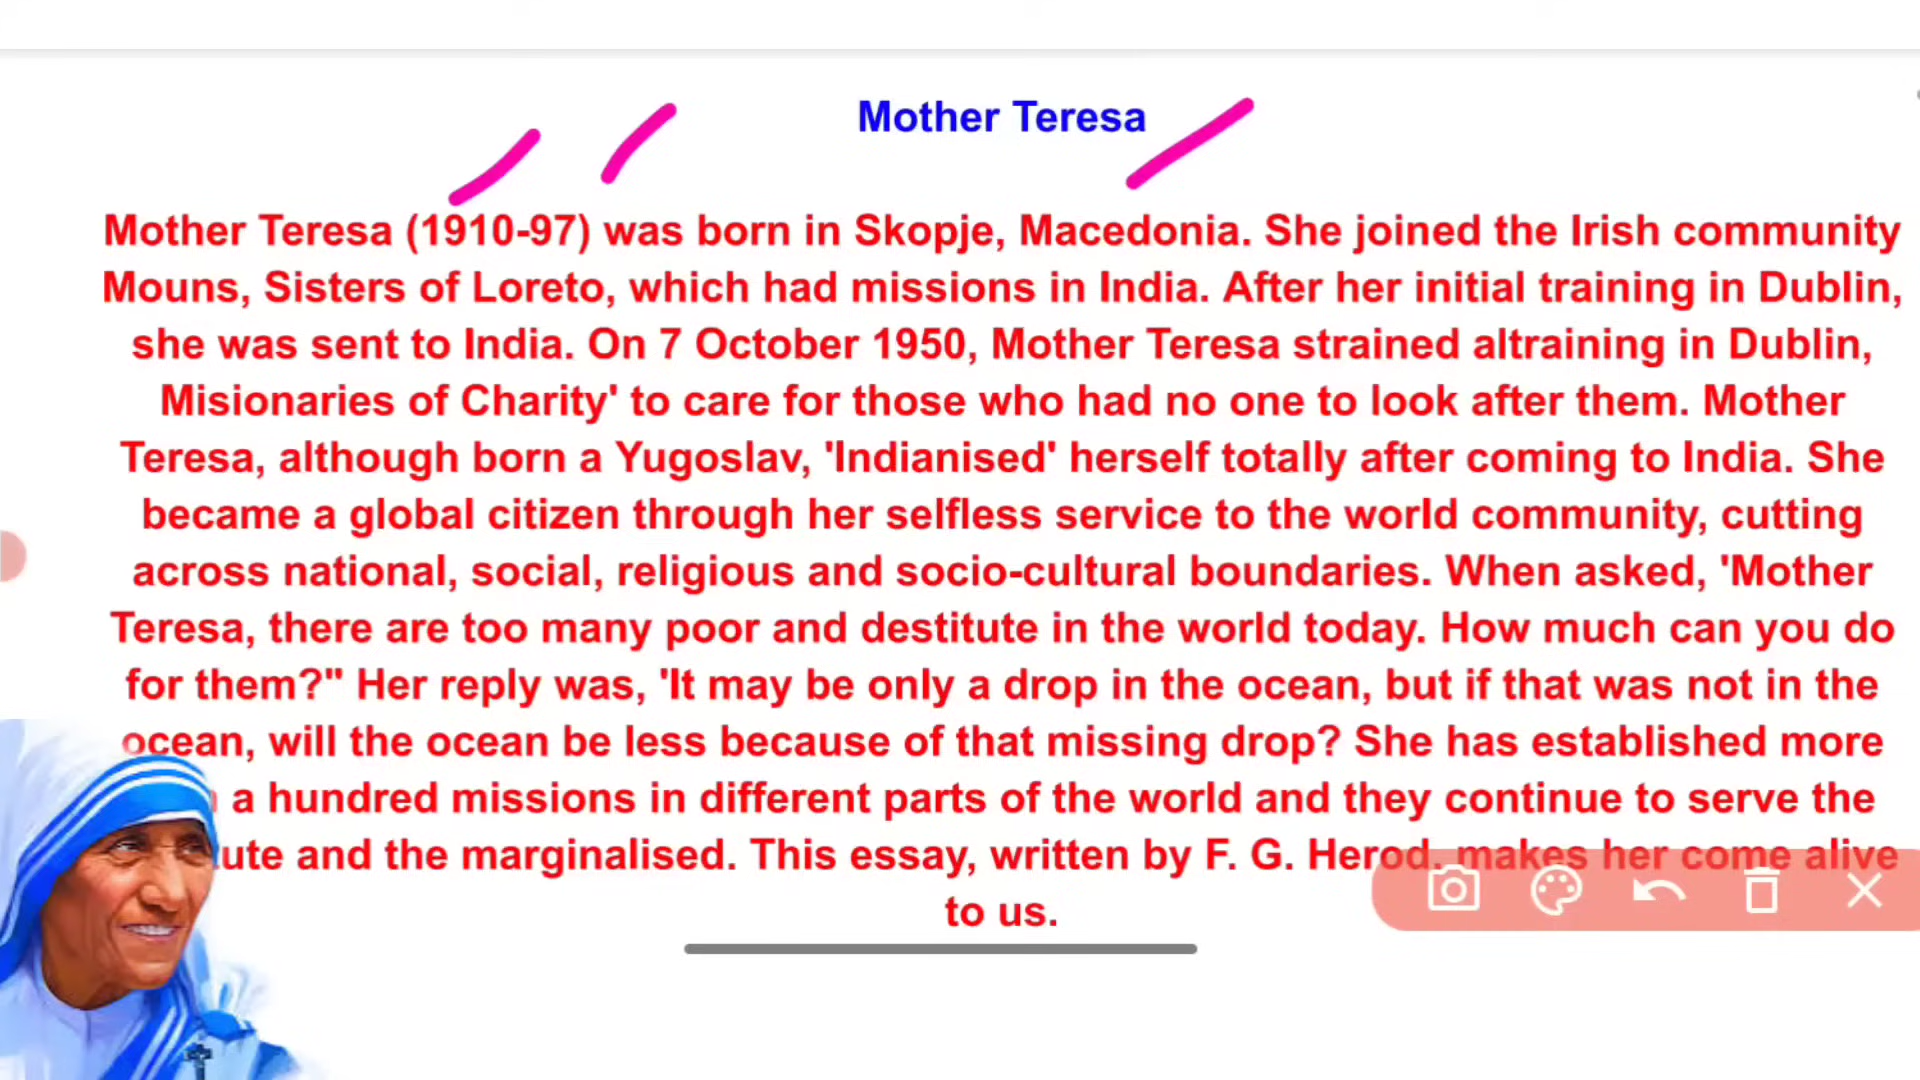 Mother Teresa
Mother Teresa (1910-97) was born in Skopje, Macedonia. She joined the Irish community
Mouns, Sisters of Loreto, which had missions in India. After her initial training in Dublin,
she was sent to India. On 7 October 1950, Mother Teresa strained altraining in Dublin,
Misionaries of Charity' to care for those who had no one to look after them. Mother
Teresa, although born a Yugoslav, 'Indianised' herself totally after coming to India. She
became a global citizen through her selfless service to the world community, cutting
across national, social, religious and socio-cultural boundaries. When asked, 'Mother
Teresa, there are too many poor and destitute in the world today. How much can you do
for them?" Her reply was, 'It may be only a drop in the ocean, but if that was not in the
ocean, will the ocean be less because of that missing drop? She has established more
a hundred missions in different parts of the world and they continue to serve the
and the marginalised. This essay, written by F. G. Herod, makes her come alive
to us.